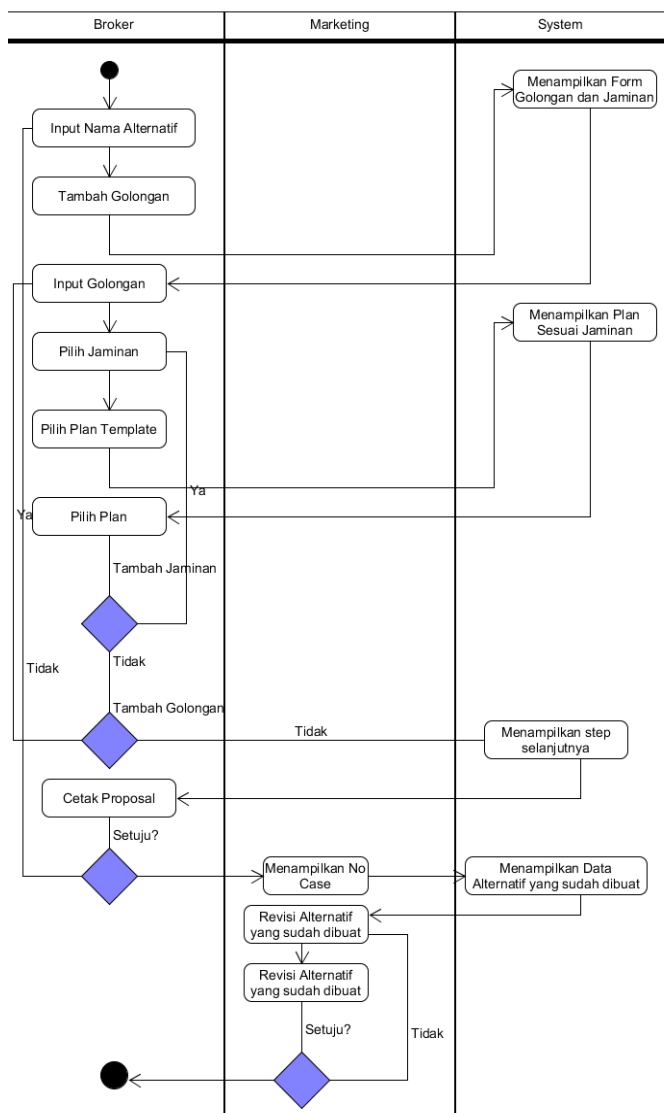 Broker
Marketing
System
Menampilkan Form
Golongan dan Jaminan
Input Nama Alternatif
Tambah Golongan
Input Golongan
Menampilkan Plan
Sesuai Jaminan
Pilih Jaminan
Pilih Plan Template
Ya
Ya
Pilih Plan
Tambah Jaminan
Tidak
Tidak
Tambah Golongan
Tidak
Menampilkan step
selanjutnya
Cetak Proposal
Setuju?
Menampilkan No
Case
Menampilkan Data
Alternatif yang sudah dibuat
Revisi Alternatif
yang sudah dibuat
Revisi Alternatif
yang sudah dibuat
Setuju?
Tidak